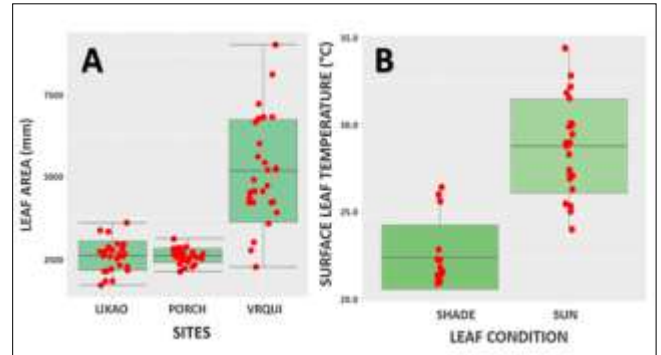 A
LEAF AREA (mm)
7500
5000
2500
LIXAO
PORCH
VRQUI
SITES
B
SURFACE LEAF TEMPERATURE (°C)
35.0
30.0
25.0
20.0
SHADE
SUN
LEAF CONDITION